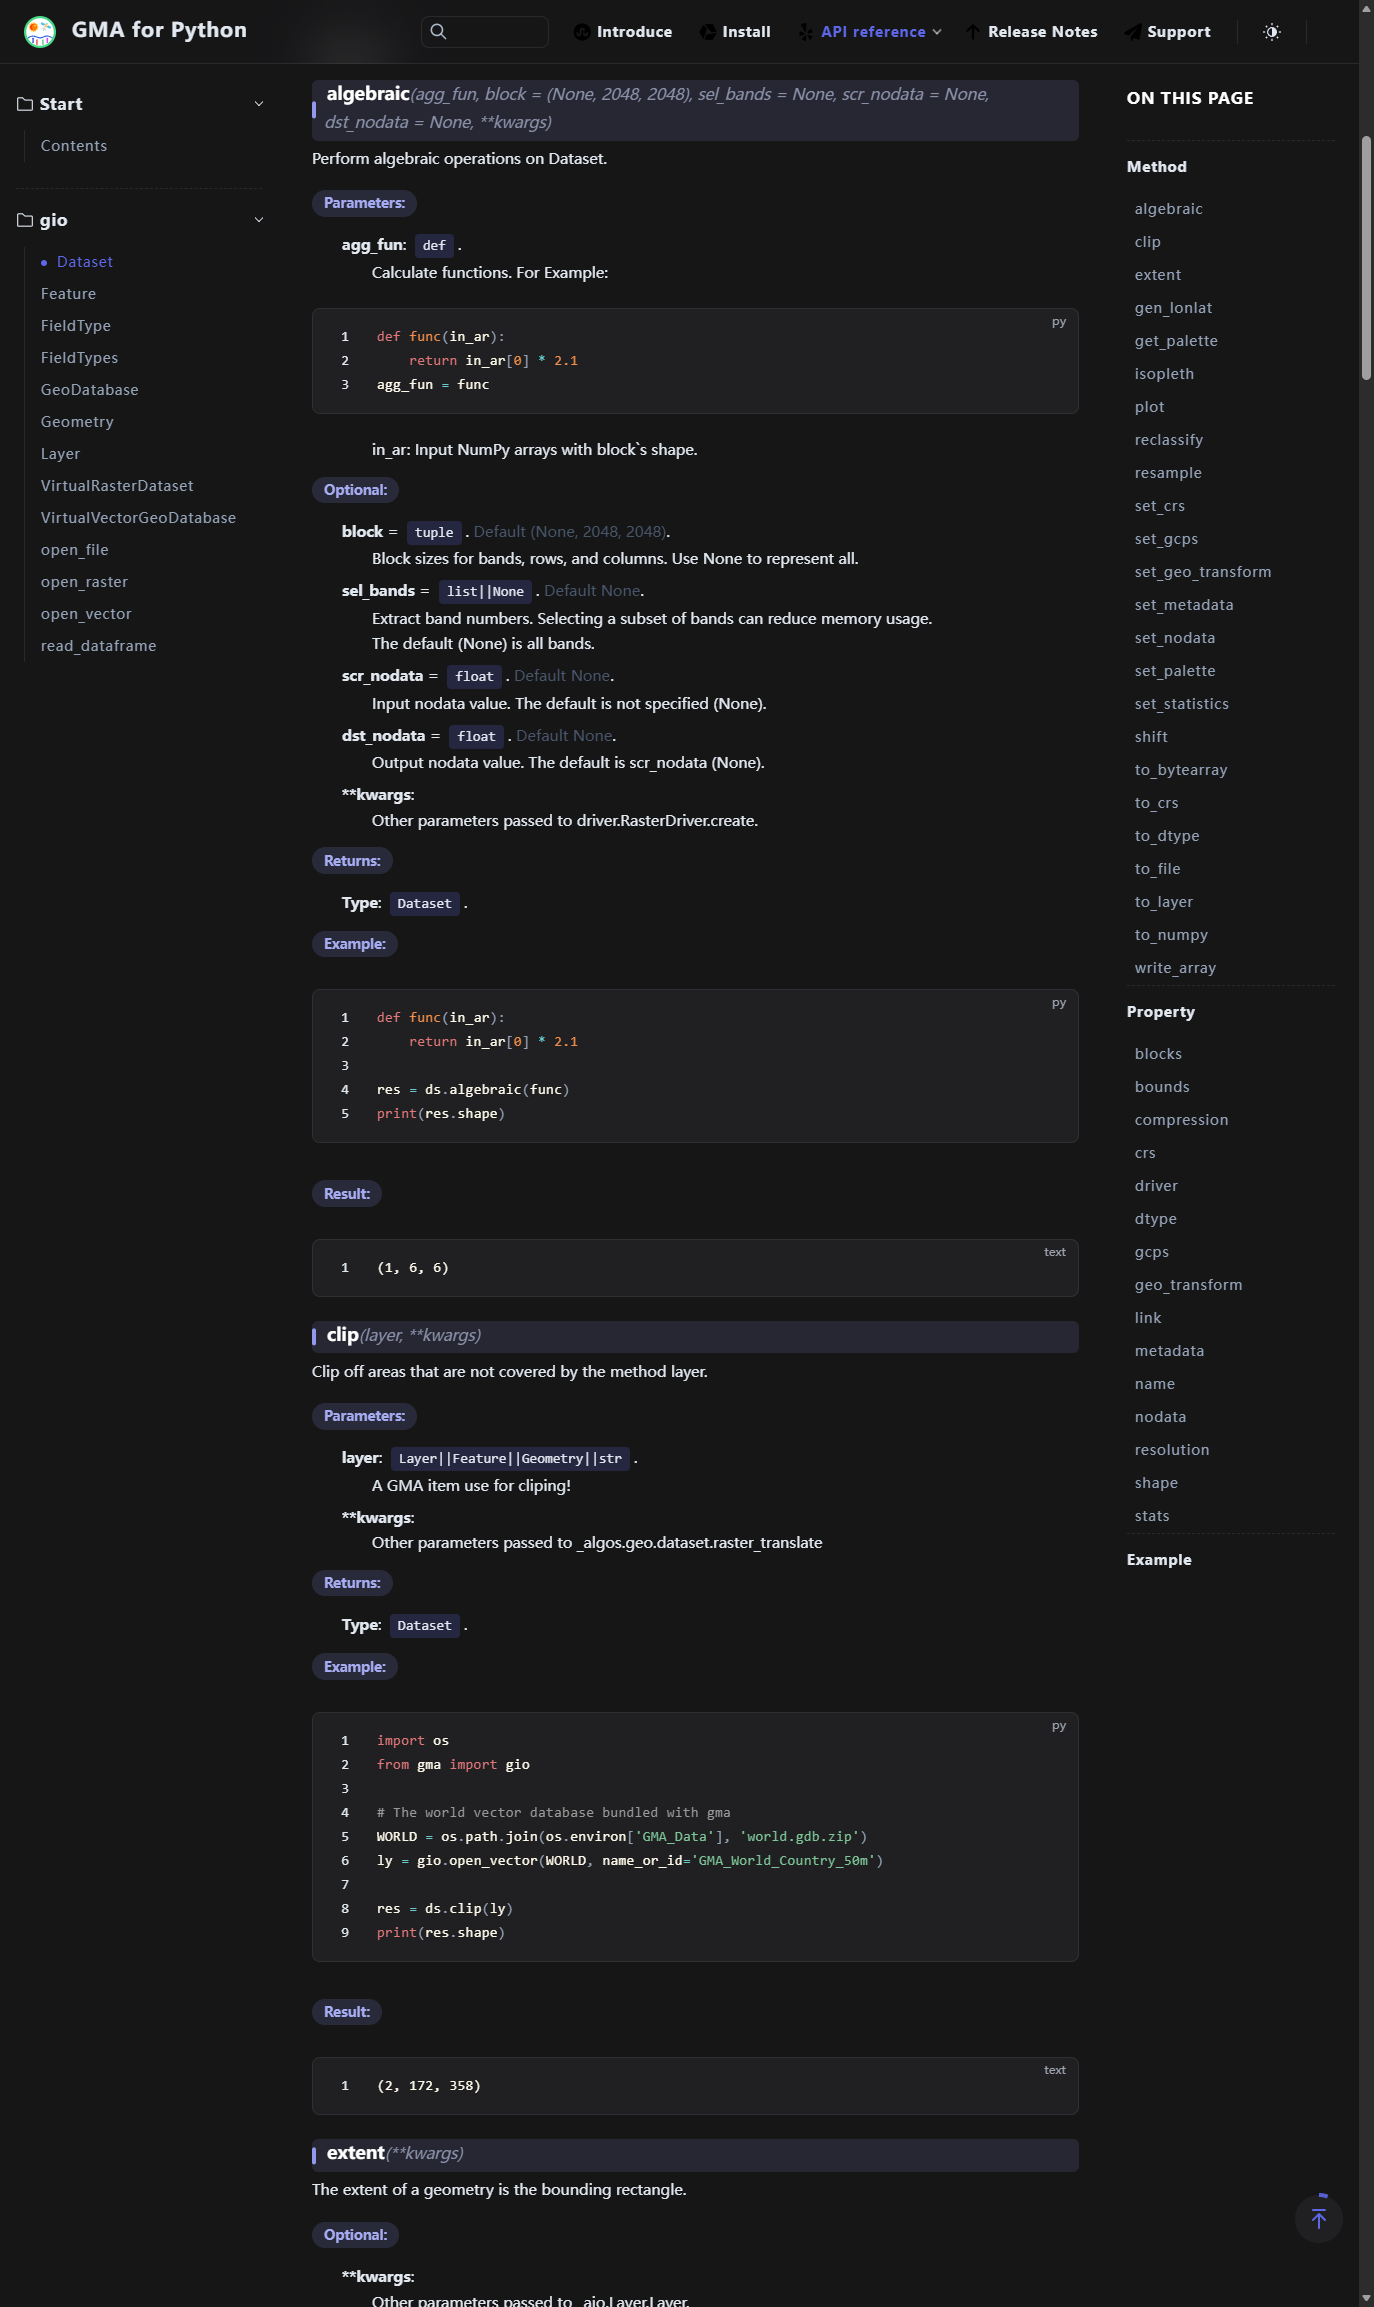 GMA for Python
Introduce
Install
API reference
Release Notes
Support
Start
Contents
gio
Dataset
Feature
FieldType
FieldTypes
GeoDatabase
Geometry
Layer
VirtualRasterDataset
VirtualVectorGeoDatabase
open_file
open_raster
open_vector
read_dataframe
algebraic(agg_fun, block = (None, 2048, 2048), sel_bands = None, scr_nodata = None,
dst_nodata = None, **kwargs)
Perform algebraic operations on Dataset.
Parameters:
agg_fun: def .
Calculate functions. For Example:
py
1 def func(in_ar):
2     return in_ar[0] * 2.1
3 agg_fun = func
in_ar: Input NumPy arrays with block`s shape.
Optional:
block = tuple . Default (None, 2048, 2048).
Block sizes for bands, rows, and columns. Use None to represent all.
sel_bands = list||None . Default None.
Extract band numbers. Selecting a subset of bands can reduce memory usage.
The default (None) is all bands.
scr_nodata = float . Default None.
Input nodata value. The default is not specified (None).
dst_nodata = float . Default None.
Output nodata value. The default is scr_nodata (None).
**kwargs:
Other parameters passed to driver.RasterDriver.create.
Returns:
Type: Dataset .
Example:
py
1 def func(in_ar):
2     return in_ar[0] * 2.1
3
4 res = ds.algebraic(func)
5 print(res.shape)
Result:
text
1 (1, 6, 6)
clip(layer, **kwargs)
Clip off areas that are not covered by the method layer.
Parameters:
layer: Layer||Feature||Geometry||str .
A GMA item use for cliping!
**kwargs:
Other parameters passed to _algos.geo.dataset.raster_translate
Returns:
Type: Dataset .
Example:
py
1 import os
2 from gma import gio
3
4 # The world vector database bundled with gma
5 WORLD = os.path.join(os.environ['GMA_Data'], 'world.gdb.zip')
6 ly = gio.open_vector(WORLD, name_or_id='GMA_World_Country_50m')
7
8 res = ds.clip(ly)
9 print(res.shape)
Result:
text
1 (2, 172, 358)
extent(**kwargs)
The extent of a geometry is the bounding rectangle.
Optional:
**kwargs:
Other parameters passed to _aio.Layer.Layer.
ON THIS PAGE
Method
algebraic
clip
extent
gen_lonlat
get_palette
isopleth
plot
reclassify
resample
set_crs
set_gcps
set_geo_transform
set_metadata
set_nodata
set_palette
set_statistics
shift
to_bytearray
to_crs
to_dtype
to_file
to_layer
to_numpy
write_array
Property
blocks
bounds
compression
crs
driver
dtype
gcps
geo_transform
link
metadata
name
nodata
resolution
shape
stats
Example